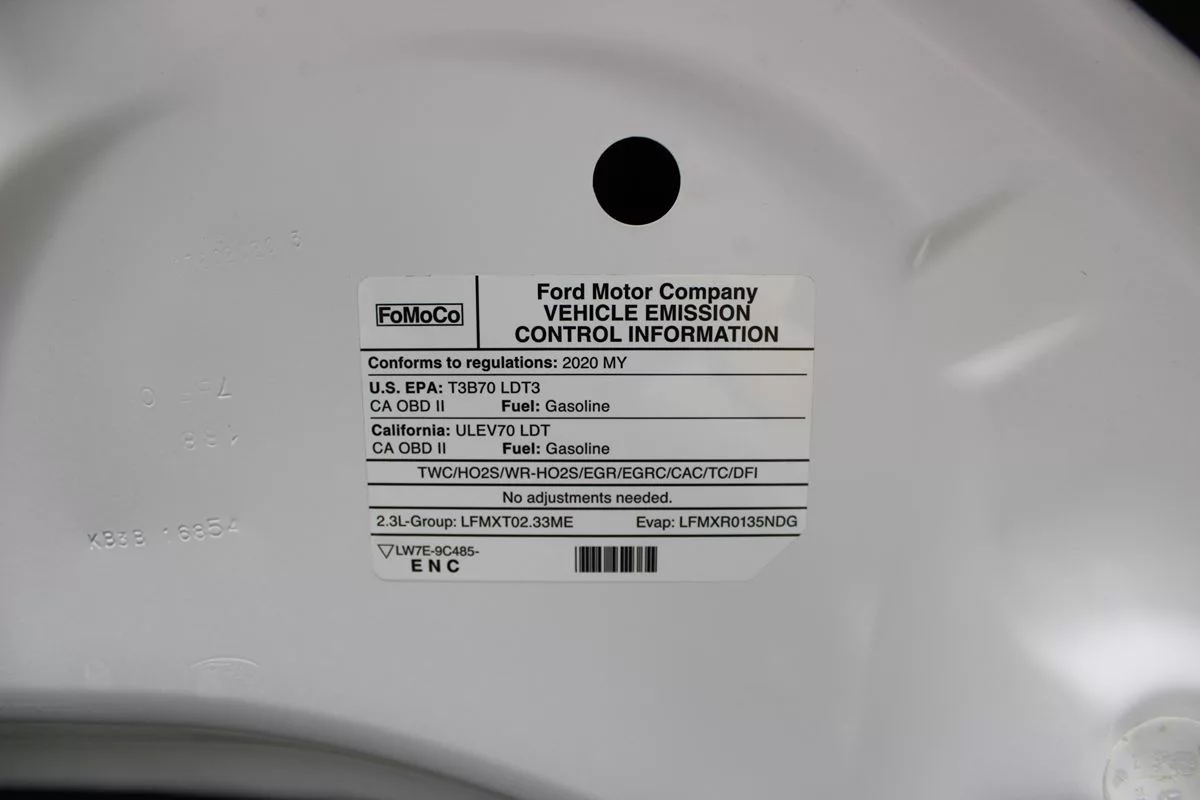 FoMoCo
Ford Motor Company
VEHICLE EMISSION
CONTROL INFORMATION
Conforms to regulations: 2020 MY
U.S. EPA: T3B70 LDT3
CA OBD II Fuel: Gasoline
California: ULEV70 LDT
CA OBD II Fuel: Gasoline
TWC/HO2S/WR-HO2S/EGR/EGRC/CAC/TC/DFI
No adjustments needed.
2.3L-Group: LFMXT02.33ME Evap: LFMXR0135NDG
LW7E-9C485-
ENC
KB3B 16854